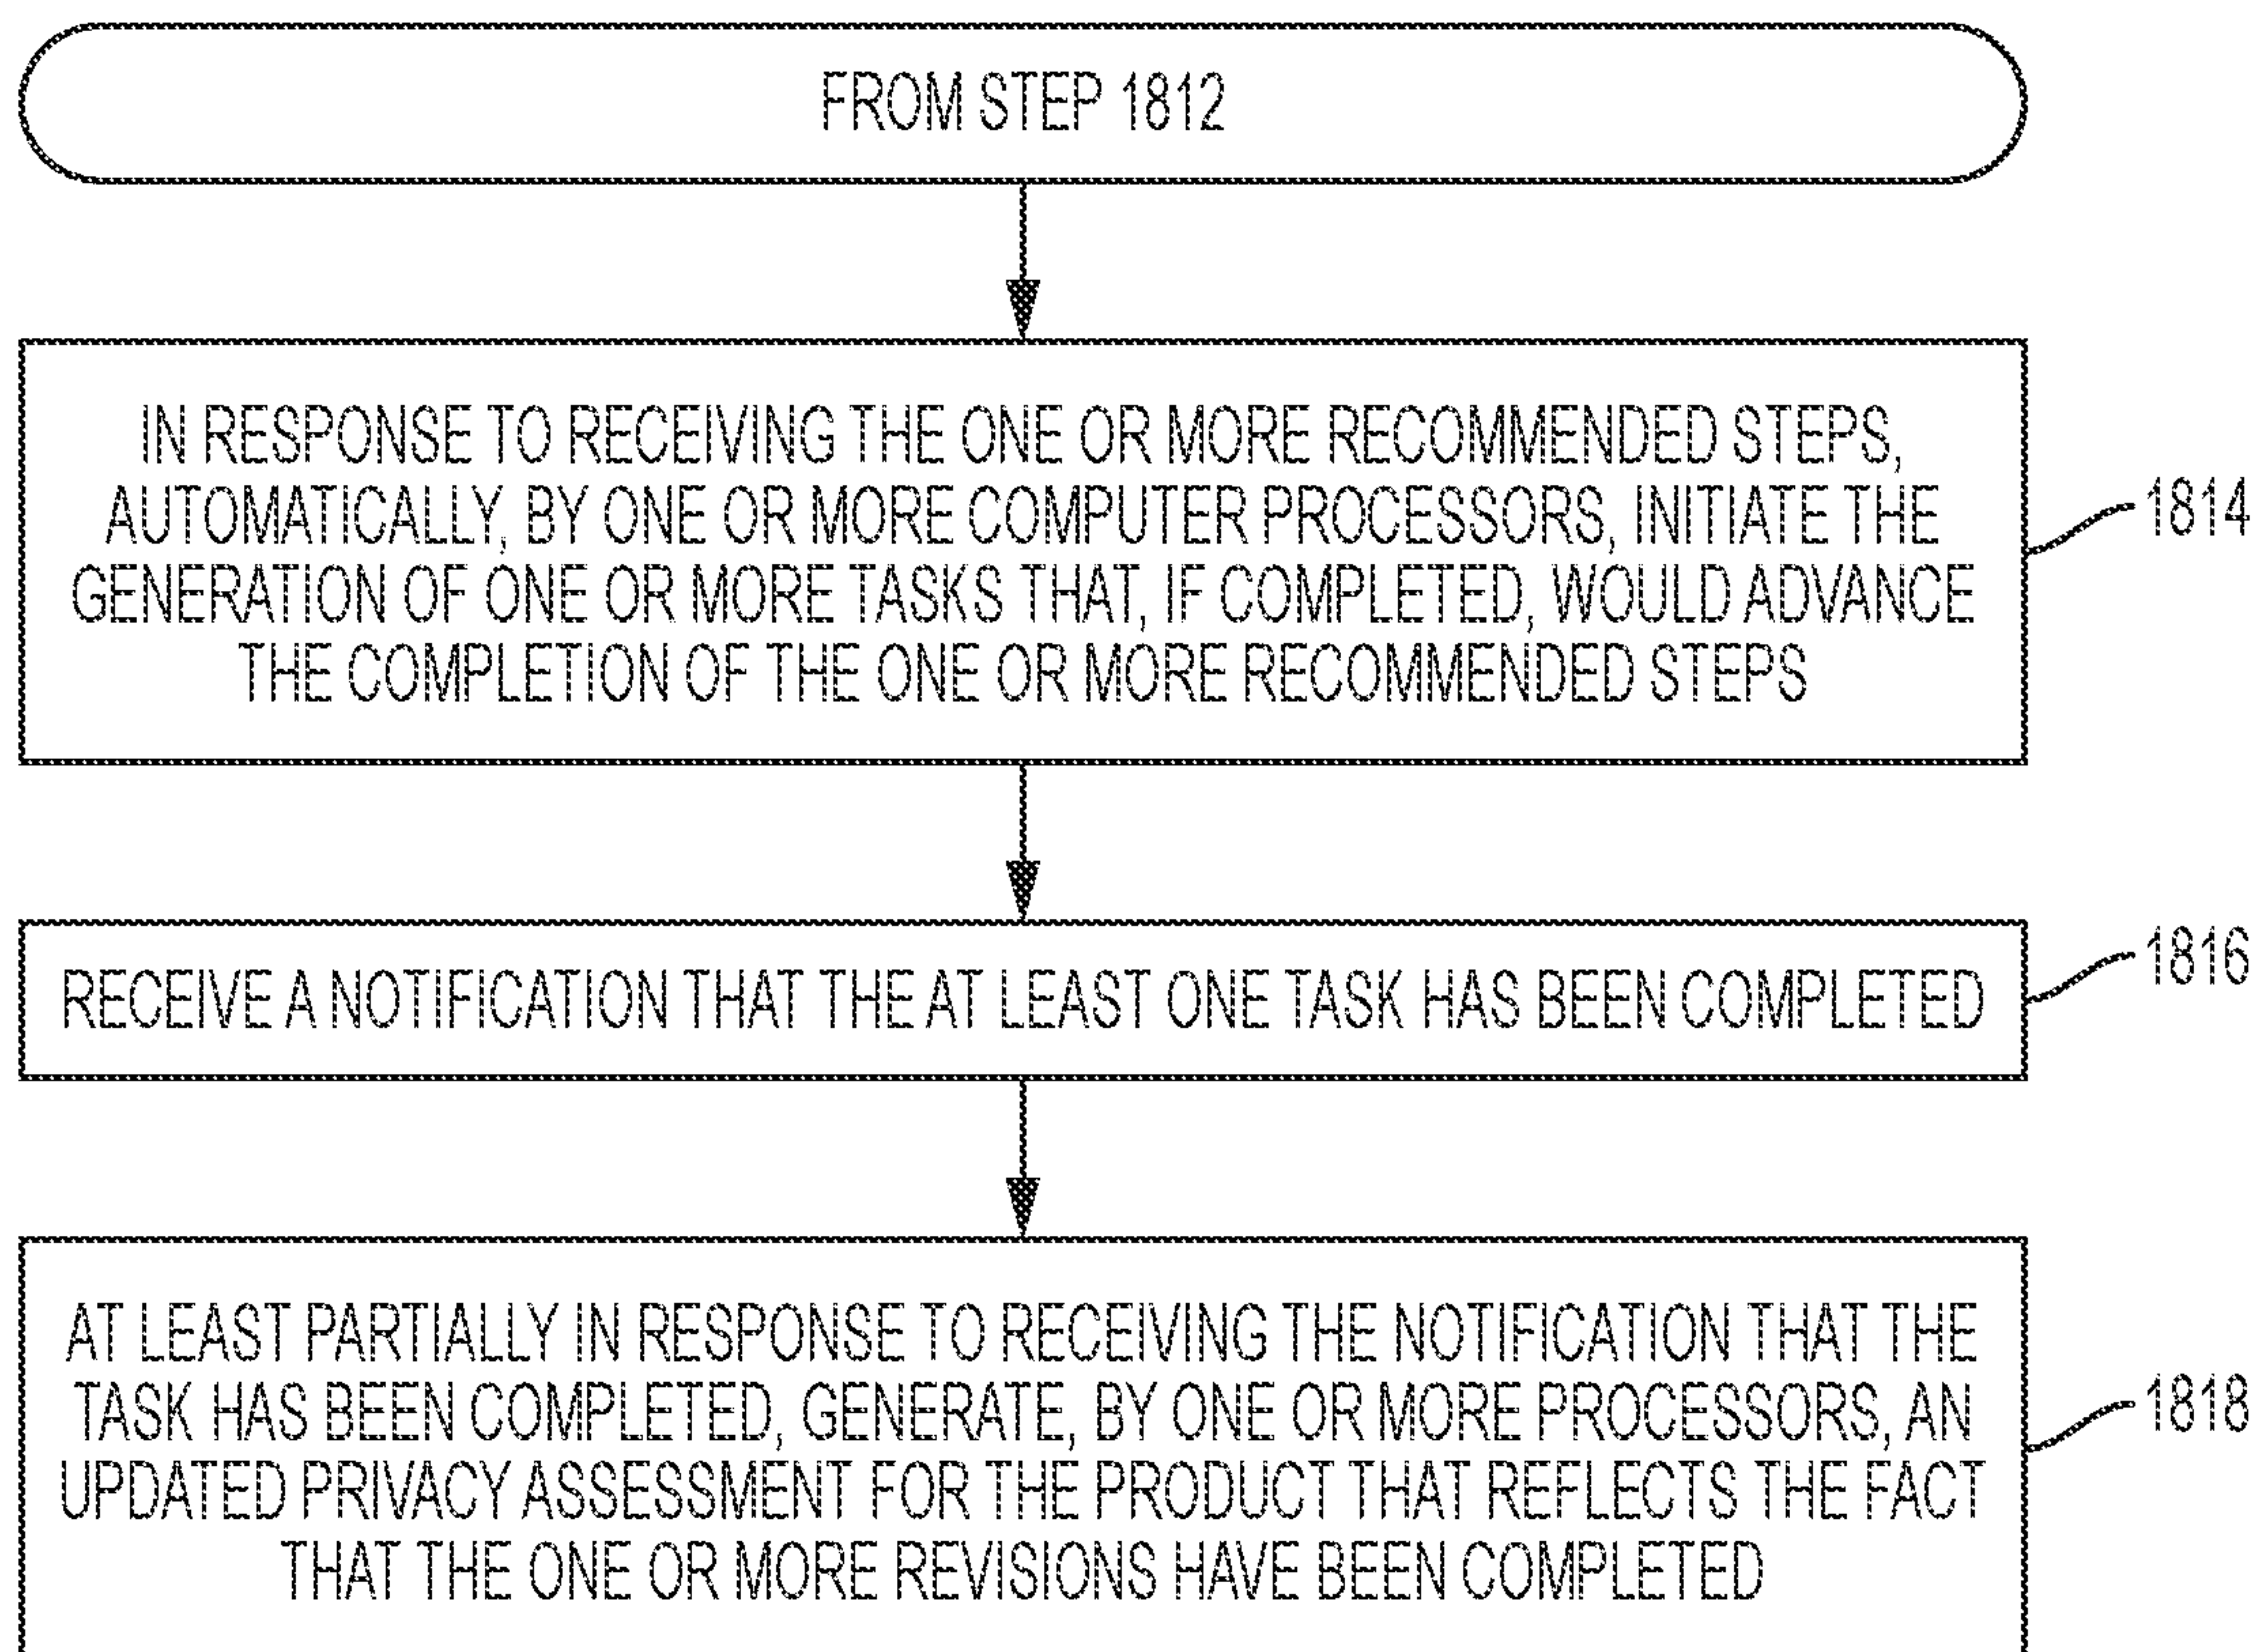 FROM STEP 1812
IN RESPONSE TO RECEIVING THE ONE OR MORE RECOMMENDED STEPS,
AUTOMATICALLY, BY ONE OR MORE COMPUTER PROCESSORS, INITIATE THE
GENERATION OF ONE OR MORE TASKS THAT, IF COMPLETED, WOULD ADVANCE
THE COMPLETION OF THE ONE OR MORE RECOMMENDED STEPS
1814
RECEIVE A NOTIFICATION THAT THE AT LEAST ONE TASK HAS BEEN COMPLETED
1816
AT LEAST PARTIALLY IN RESPONSE TO RECEIVING THE NOTIFICATION THAT THE
TASK HAS BEEN COMPLETED, GENERATE, BY ONE OR MORE PROCESSORS, AN
UPDATED PRIVACY ASSESSMENT FOR THE PRODUCT THAT REFLECTS THE FACT
THAT THE ONE OR MORE REVISIONS HAVE BEEN COMPLETED
1818